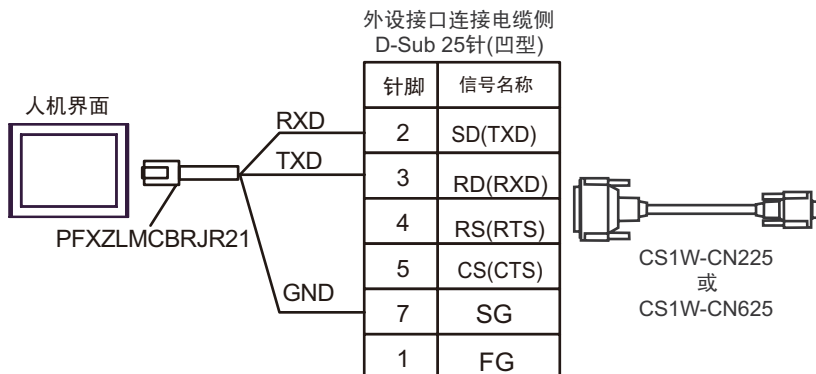 外设接口连接电缆侧
D-Sub 25针(凹型)
针脚 信号名称
人机界面
RXD
2 SD(TXD)
TXD
3 RD(RXD)
4 RS(RTS)
PFXZLMCBRJR21
5 CS(CTS)
GND
7 SG
1 FG
CS1W-CN225
或
CS1W-CN625